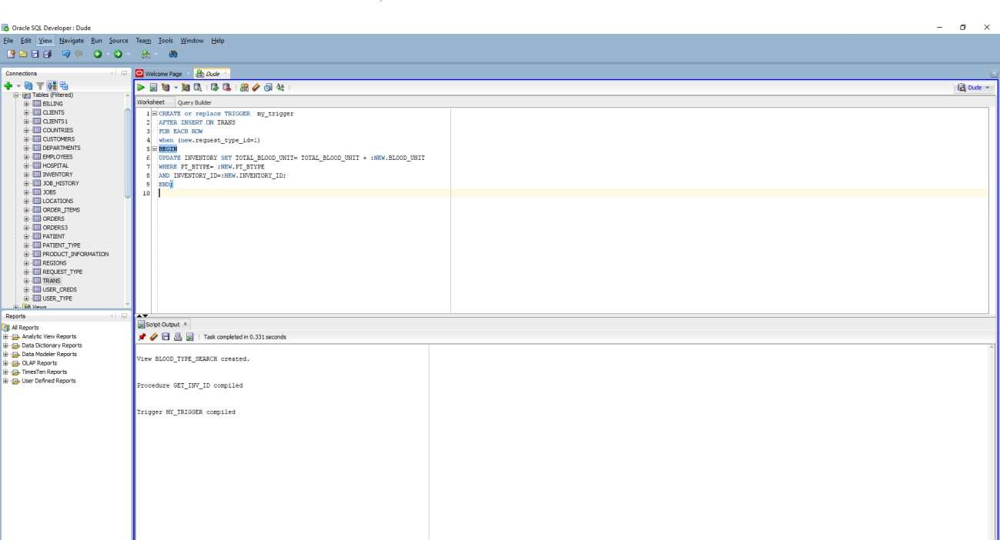 Oracle SQL Developer : Dude
File Edit View Navigate Run Source Team Tools Window Help
Connections
Welcome Page
Dude
Dude
Tables (Filtered)
BILLING
CLIENTS
CLIENTS1
COUNTRIES
CUSTOMERS
DEPARTMENTS
EMPLOYEES
HOSPITAL
INVENTORY
JOB_HISTORY
JOBS
LOCATIONS
ORDER_ITEMS
ORDERS
ORDERS3
PATIENT
PATIENT_TYPE
PRODUCT_INFORMATION
REGIONS
REQUEST_TYPE
TRANS
USER_CREDS
USER_TYPE
Views
Reports
All Reports
Analytic View Reports
Data Dictionary Reports
Data Modeler Reports
OLAP Reports
TimesTen Reports
User Defined Reports
Worksheet Query Builder
1 CREATE or replace TRIGGER my_trigger
2 AFTER INSERT ON TRANS
3 FOR EACH ROW
4 when (new.request_type_id=1)
5 BEGIN
6 UPDATE INVENTORY SET TOTAL_BLOOD_UNIT= TOTAL_BLOOD_UNIT + :NEW.BLOOD_UNIT
7 WHERE PT_BTYPE= :NEW.PT_BTYPE
8 AND INVENTORY_ID=:NEW.INVENTORY_ID;
9 END;
10
Script Output
Task completed in 0.331 seconds
View BLOOD_TYPE_SEARCH created.
Procedure GET_INV_ID compiled
Trigger MY_TRIGGER compiled